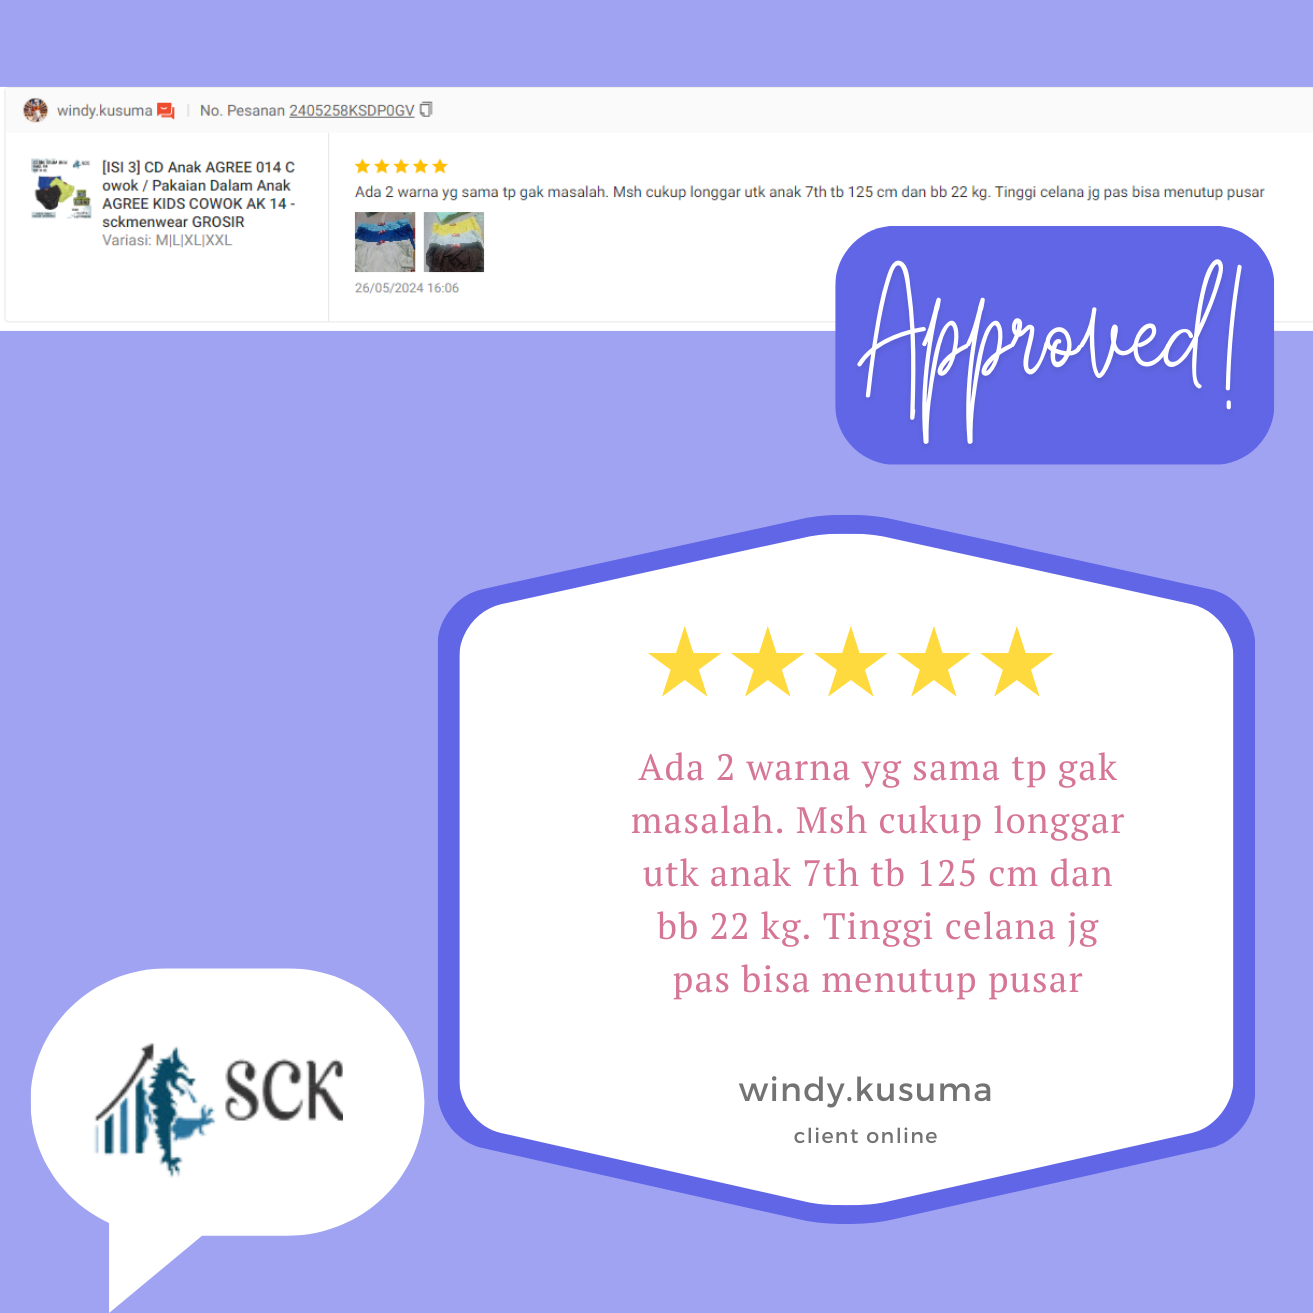 windy.kusuma | No. Pesanan 2405258KSDP0GV
[ISI 3] CD Anak AGREE 014 C
owok / Pakaian Dalam Anak
AGREE KIDS COWOK AK 14 -
sckmenwear GROSIR
Variasi: M|L|XL|XXL
Ada 2 warna yg sama tp gak masalah. Msh cukup longgar utk anak 7th tb 125 cm dan bb 22 kg. Tinggi celana jg pas bisa menutup pusar
26/05/2024 16:06
Approved!
Ada 2 warna yg sama tp gak
masalah. Msh cukup longgar
utk anak 7th tb 125 cm dan
bb 22 kg. Tinggi celana jg
pas bisa menutup pusar
windy.kusuma
client online
SCK